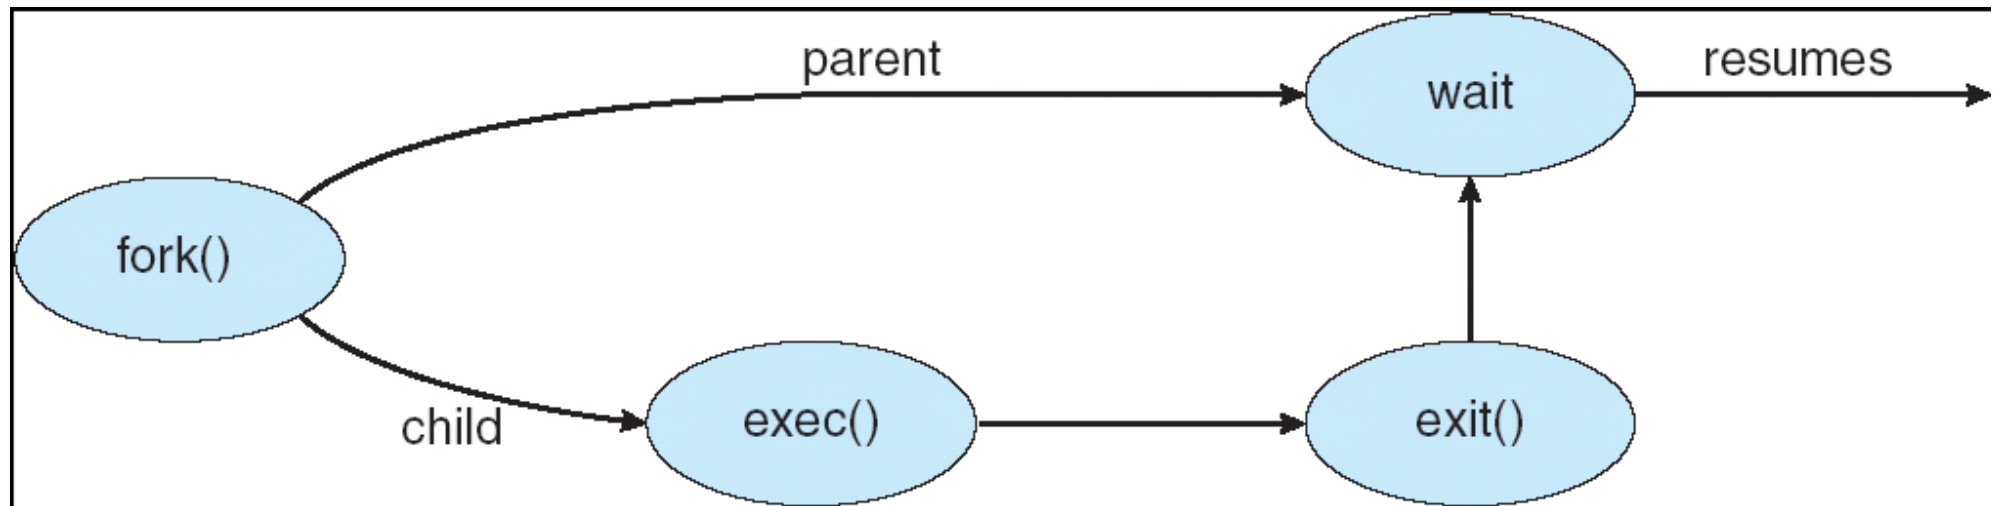 parent
wait
resumes
fork()
child
exec()
exit()